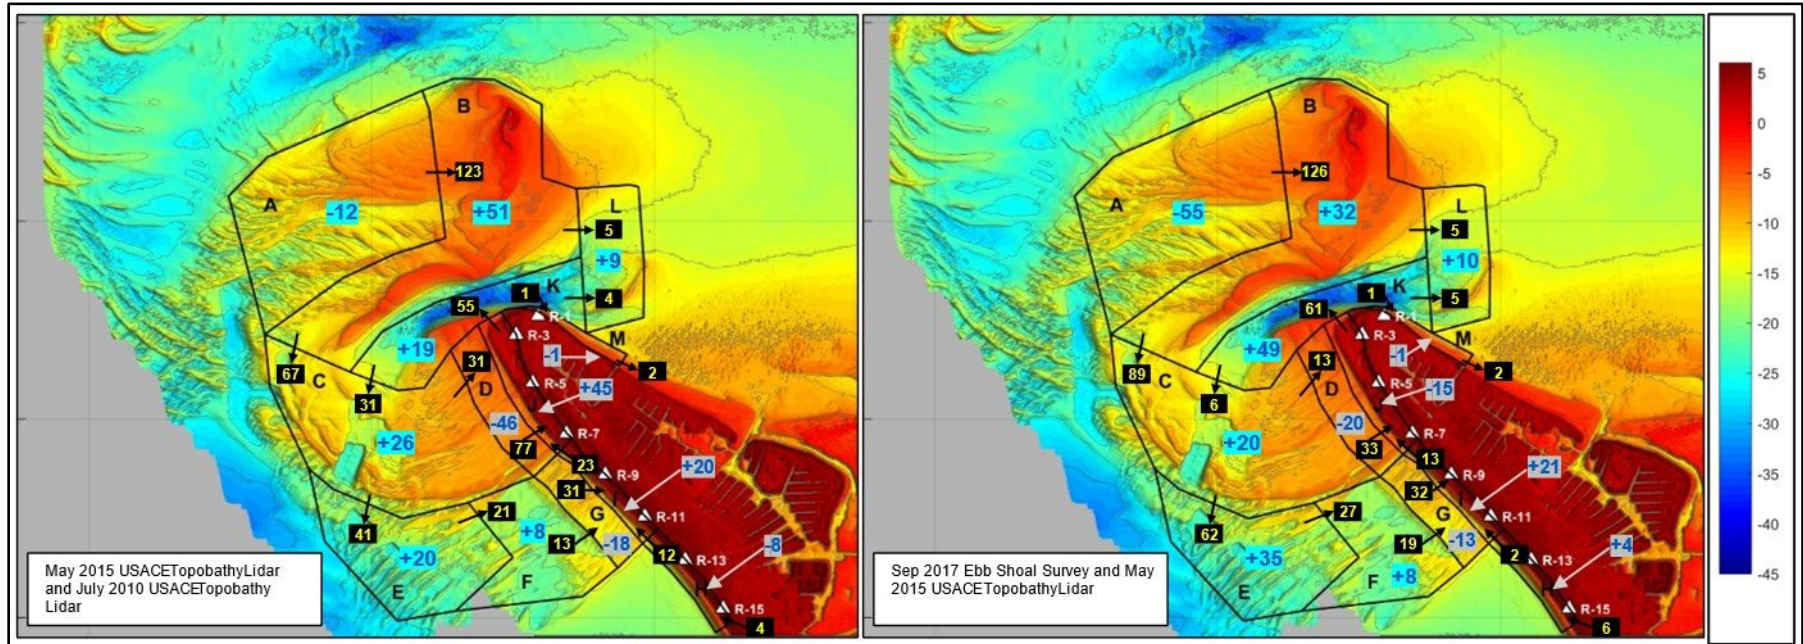 B
123
A
L
-12
+51
5
+9
K
1
4
55
R-1
R-3
M
+19
-1
31
2
67
C
D
R-5
31
+45
-46
R-7
+26
77
23
+20
R-9
31
21
G
R-11
+8
41
13
-18
-8
12
+20
R-13
E
F
R-15
4
May 2015 USACETopobathyLidar
and July 2010 USACETopobathy
Lidar
B
126
A
L
-55
+32
5
+10
K
1
5
61
R-1
R-3
M
+49
-1
13
2
89
C
D
R-5
6
-15
-20
R-7
+20
33
13
+21
R-9
32
27
G
R-11
62
19
-13
+4
2
+35
R-13
+8
E
F
R-15
6
Sep 2017 Ebb Shoal Survey and May
2015 USACETopobathyLidar
5
0
-5
-10
-15
-20
-25
-30
-35
-40
-45